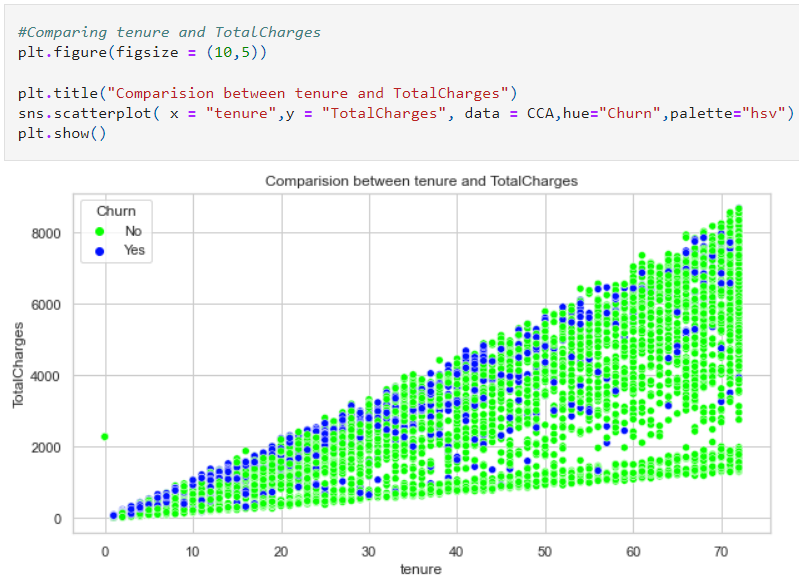 #Comparing tenure and TotalCharges
plt.figure(figsize = (10,5))
plt.title("Comparision between tenure and TotalCharges")
sns.scatterplot( x = "tenure",y = "TotalCharges", data = CCA,hue="Churn",palette="hsv")
plt.show()
Comparision between tenure and TotalCharges
Churn
No
Yes
TotalCharges
8000
6000
4000
2000
0
0 10 20 30 40 50 60 70
tenure